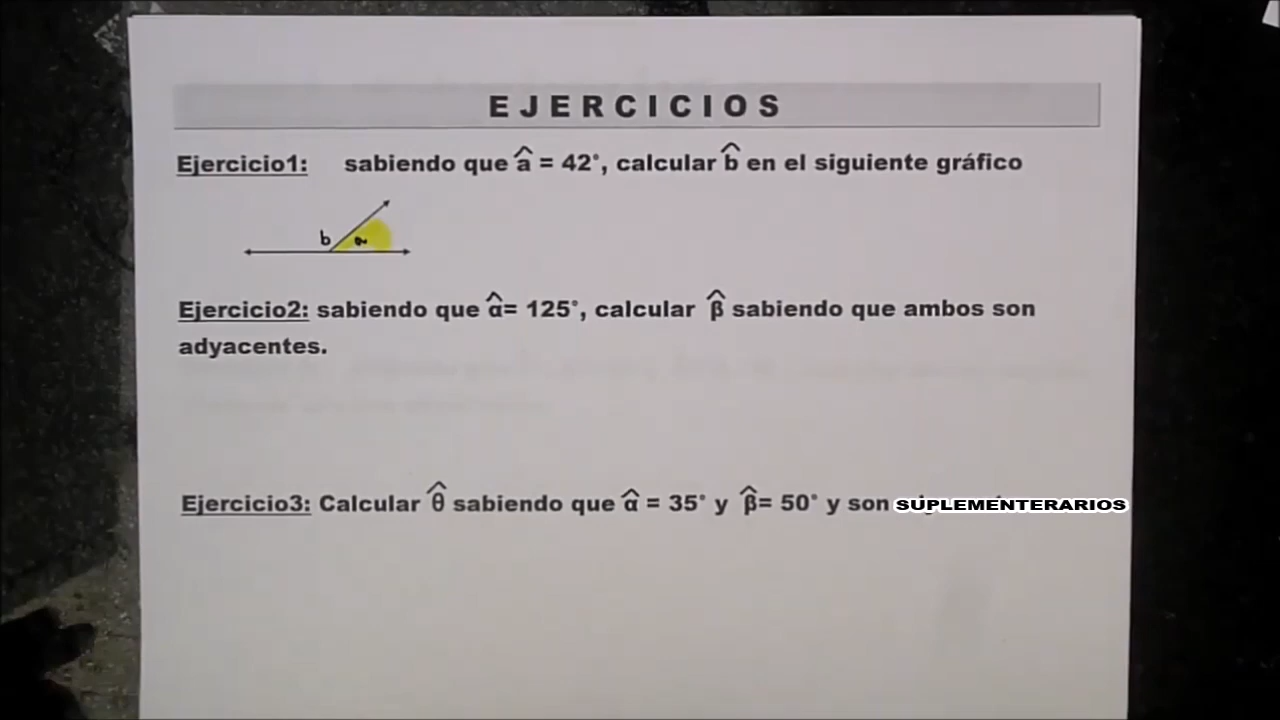 EJERCICIOS
Ejercicio1: sabiendo que â = 42°, calcular b̂ en el siguiente gráfico
b a
Ejercicio2: sabiendo que α̂= 125°, calcular β̂ sabiendo que ambos son
adyacentes.
Ejercicio3: Calcular θ̂ sabiendo que α̂ = 35° y β̂= 50° y son SUPLEMENTERARIOS